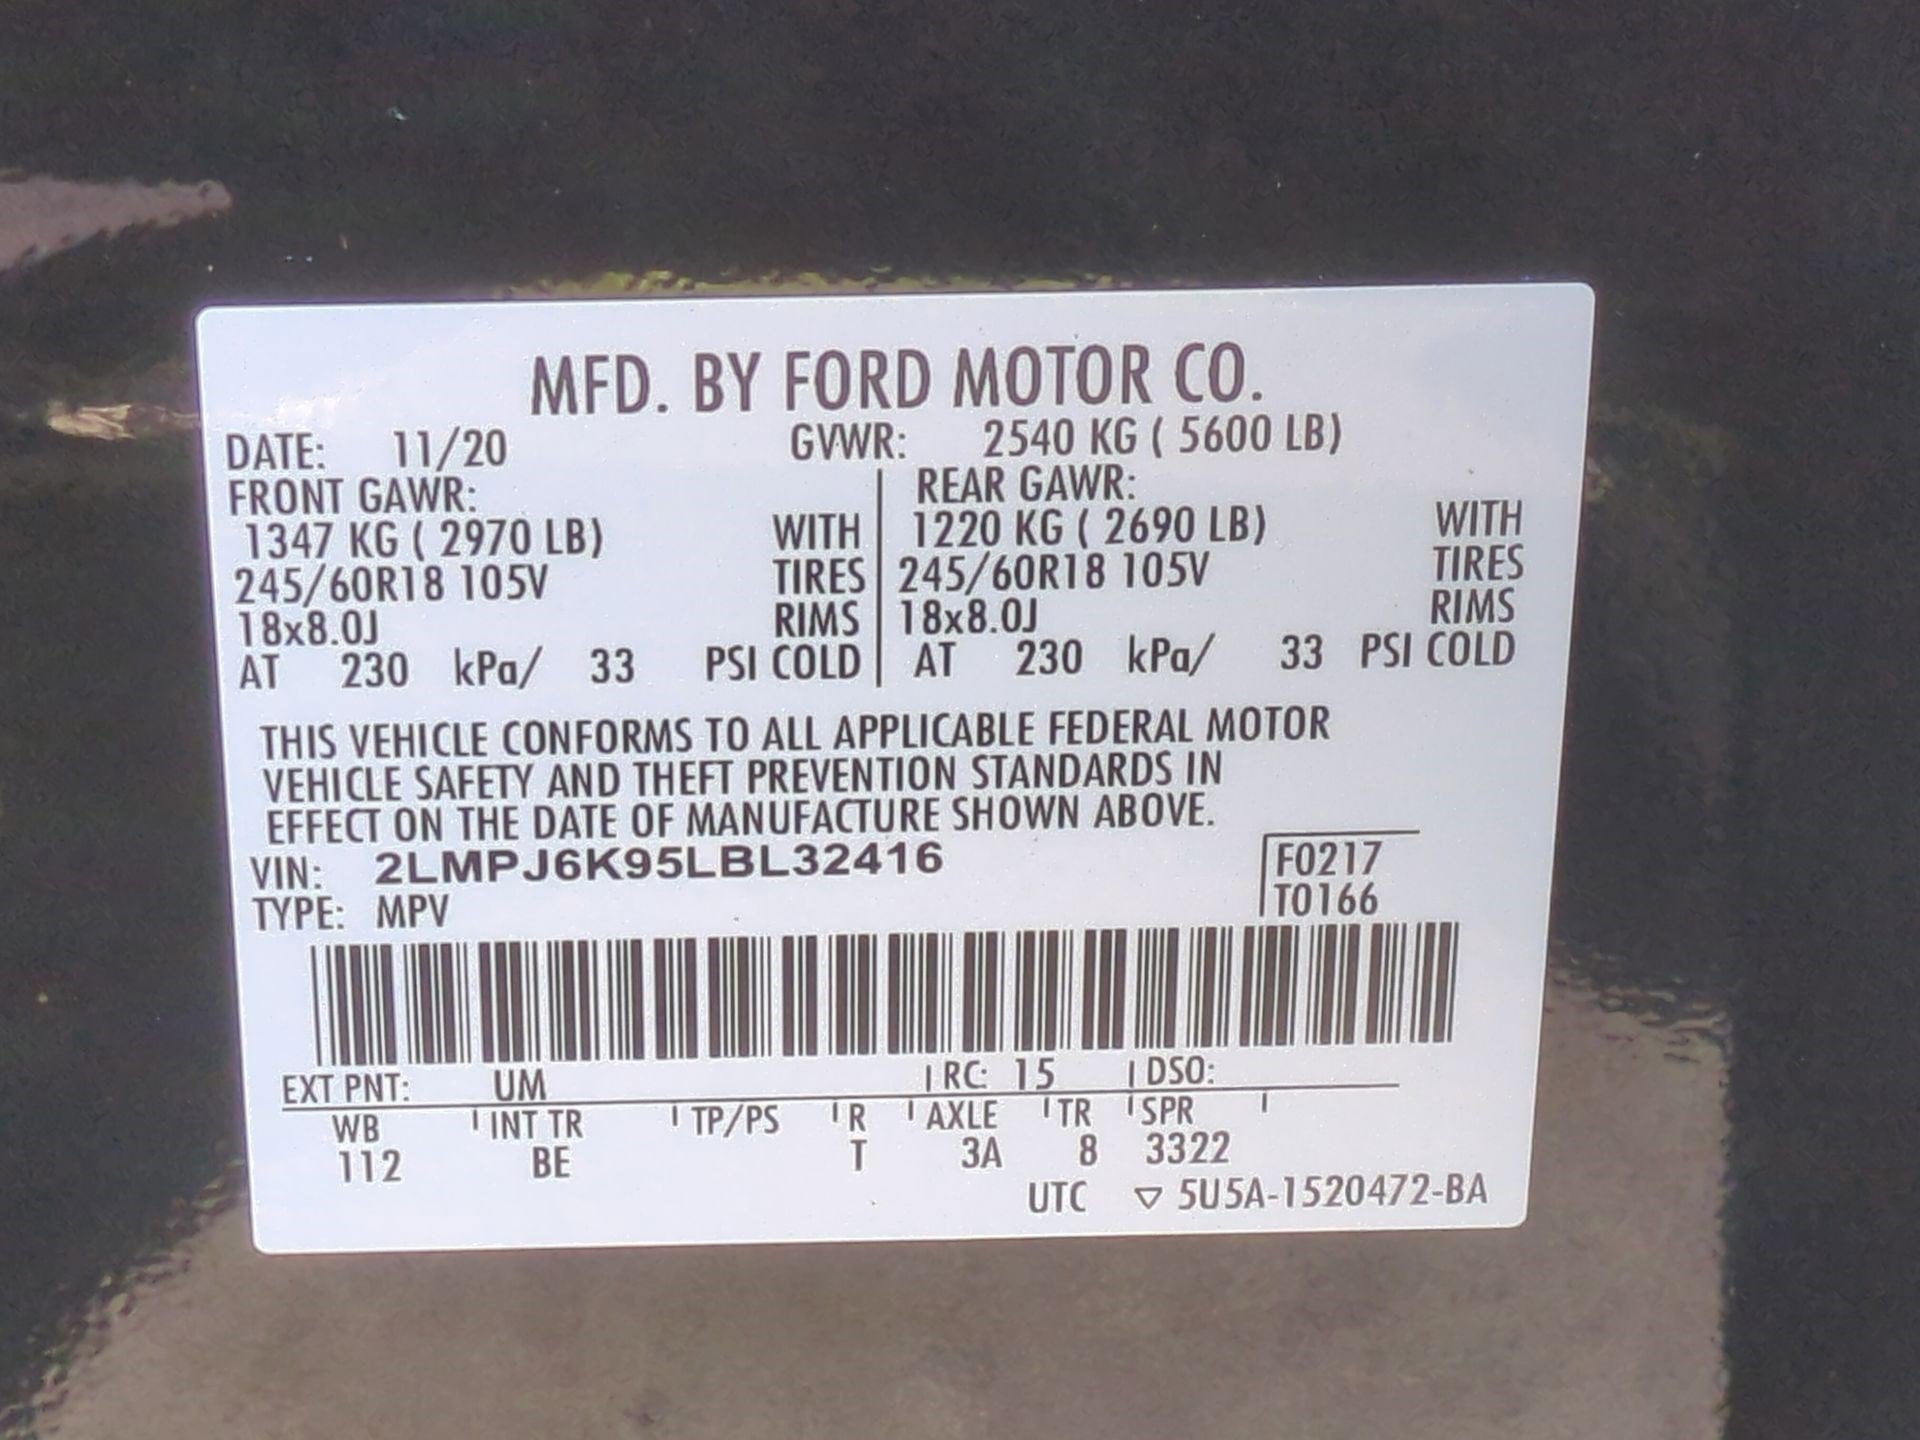 MFD. BY FORD MOTOR CO.
DATE: 11/20 GVWR: 2540 KG ( 5600 LB)
FRONT GAWR: REAR GAWR:
1347 KG ( 2970 LB) WITH 1220 KG ( 2690 LB) WITH
245/60R18 105V TIRES 245/60R18 105V TIRES
18x8.0J RIMS 18x8.0J RIMS
AT 230 kPa/ 33 PSI COLD AT 230 kPa/ 33 PSI COLD
THIS VEHICLE CONFORMS TO ALL APPLICABLE FEDERAL MOTOR
VEHICLE SAFETY AND THEFT PREVENTION STANDARDS IN
EFFECT ON THE DATE OF MANUFACTURE SHOWN ABOVE.
VIN: 2LMPJ6K95LBL32416 F0217
TYPE: MPV T0166
EXT PNT: UM RC: 15 DSO:
WB INT TR TP/PS R AXLE TR SPR
112 BE T 3A 8 3322
UTC ▽ 5U5A-1520472-BA